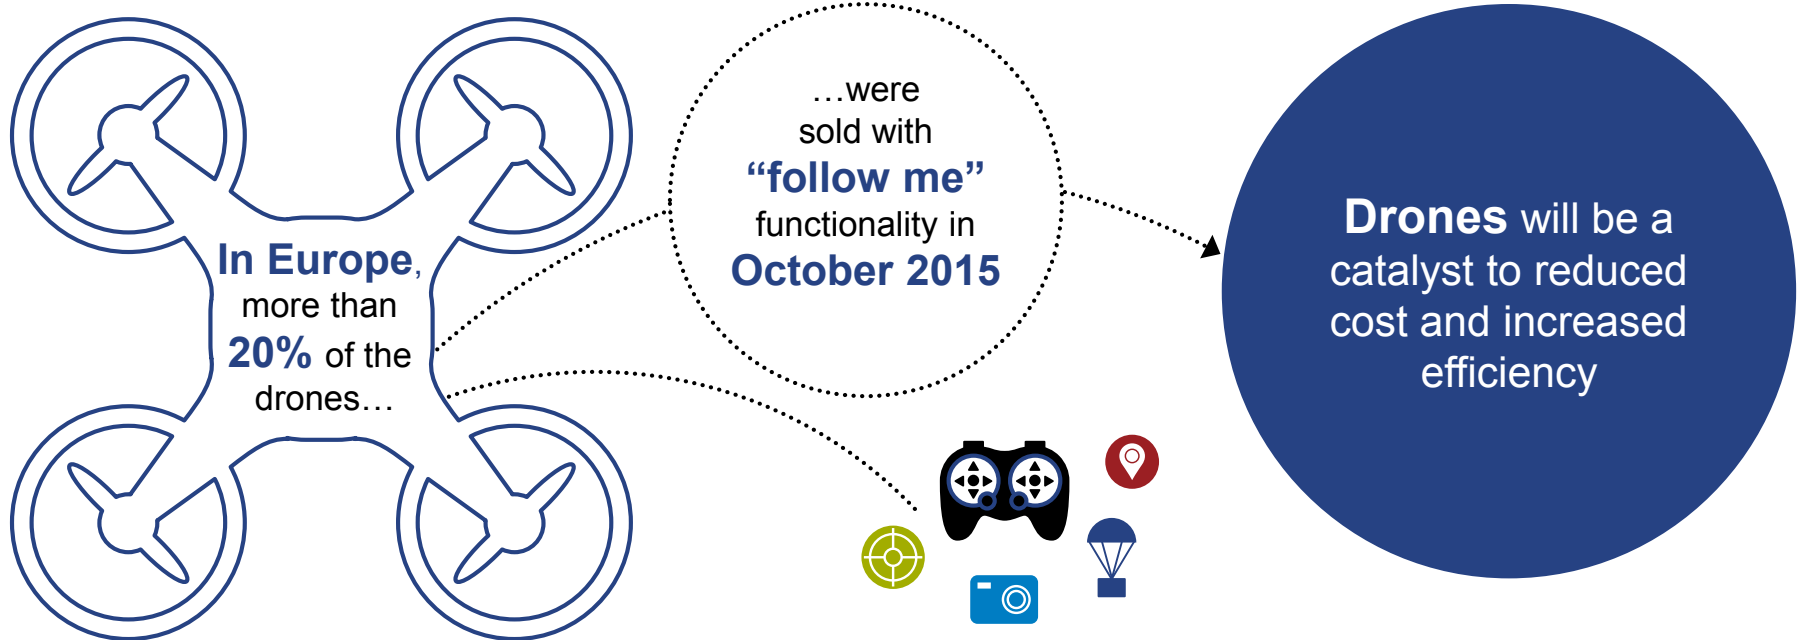 In Europe,
more than
20% of the
drones…
…were
sold with
“follow me”
functionality in
October 2015
Drones will be a
catalyst to reduced
cost and increased
efficiency